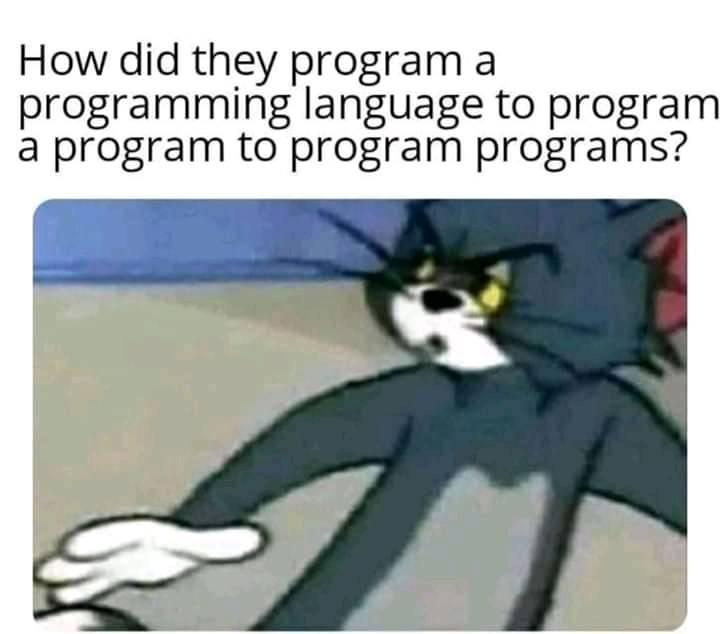 How did they program a
programming language to program
a program to program programs?